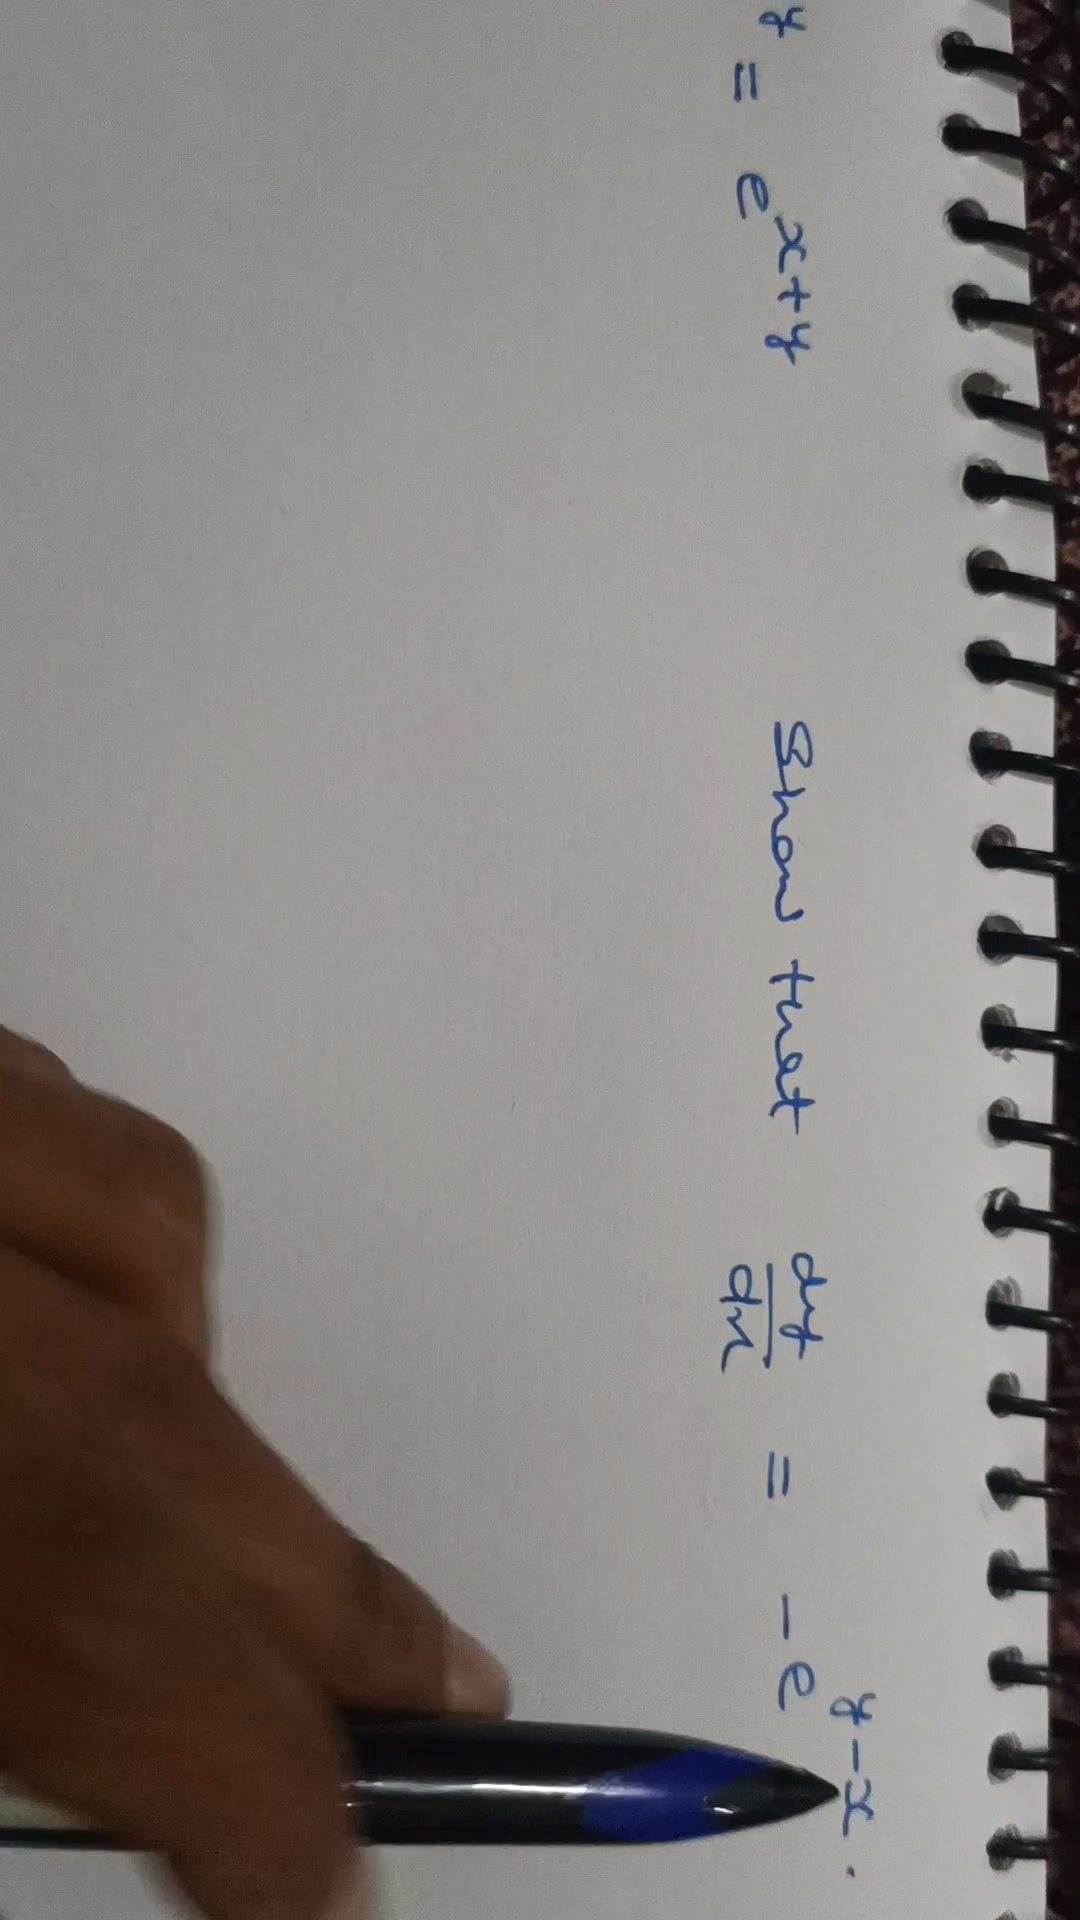 y = e^{x+y} Show that dy/dx = -e^{y-x}.